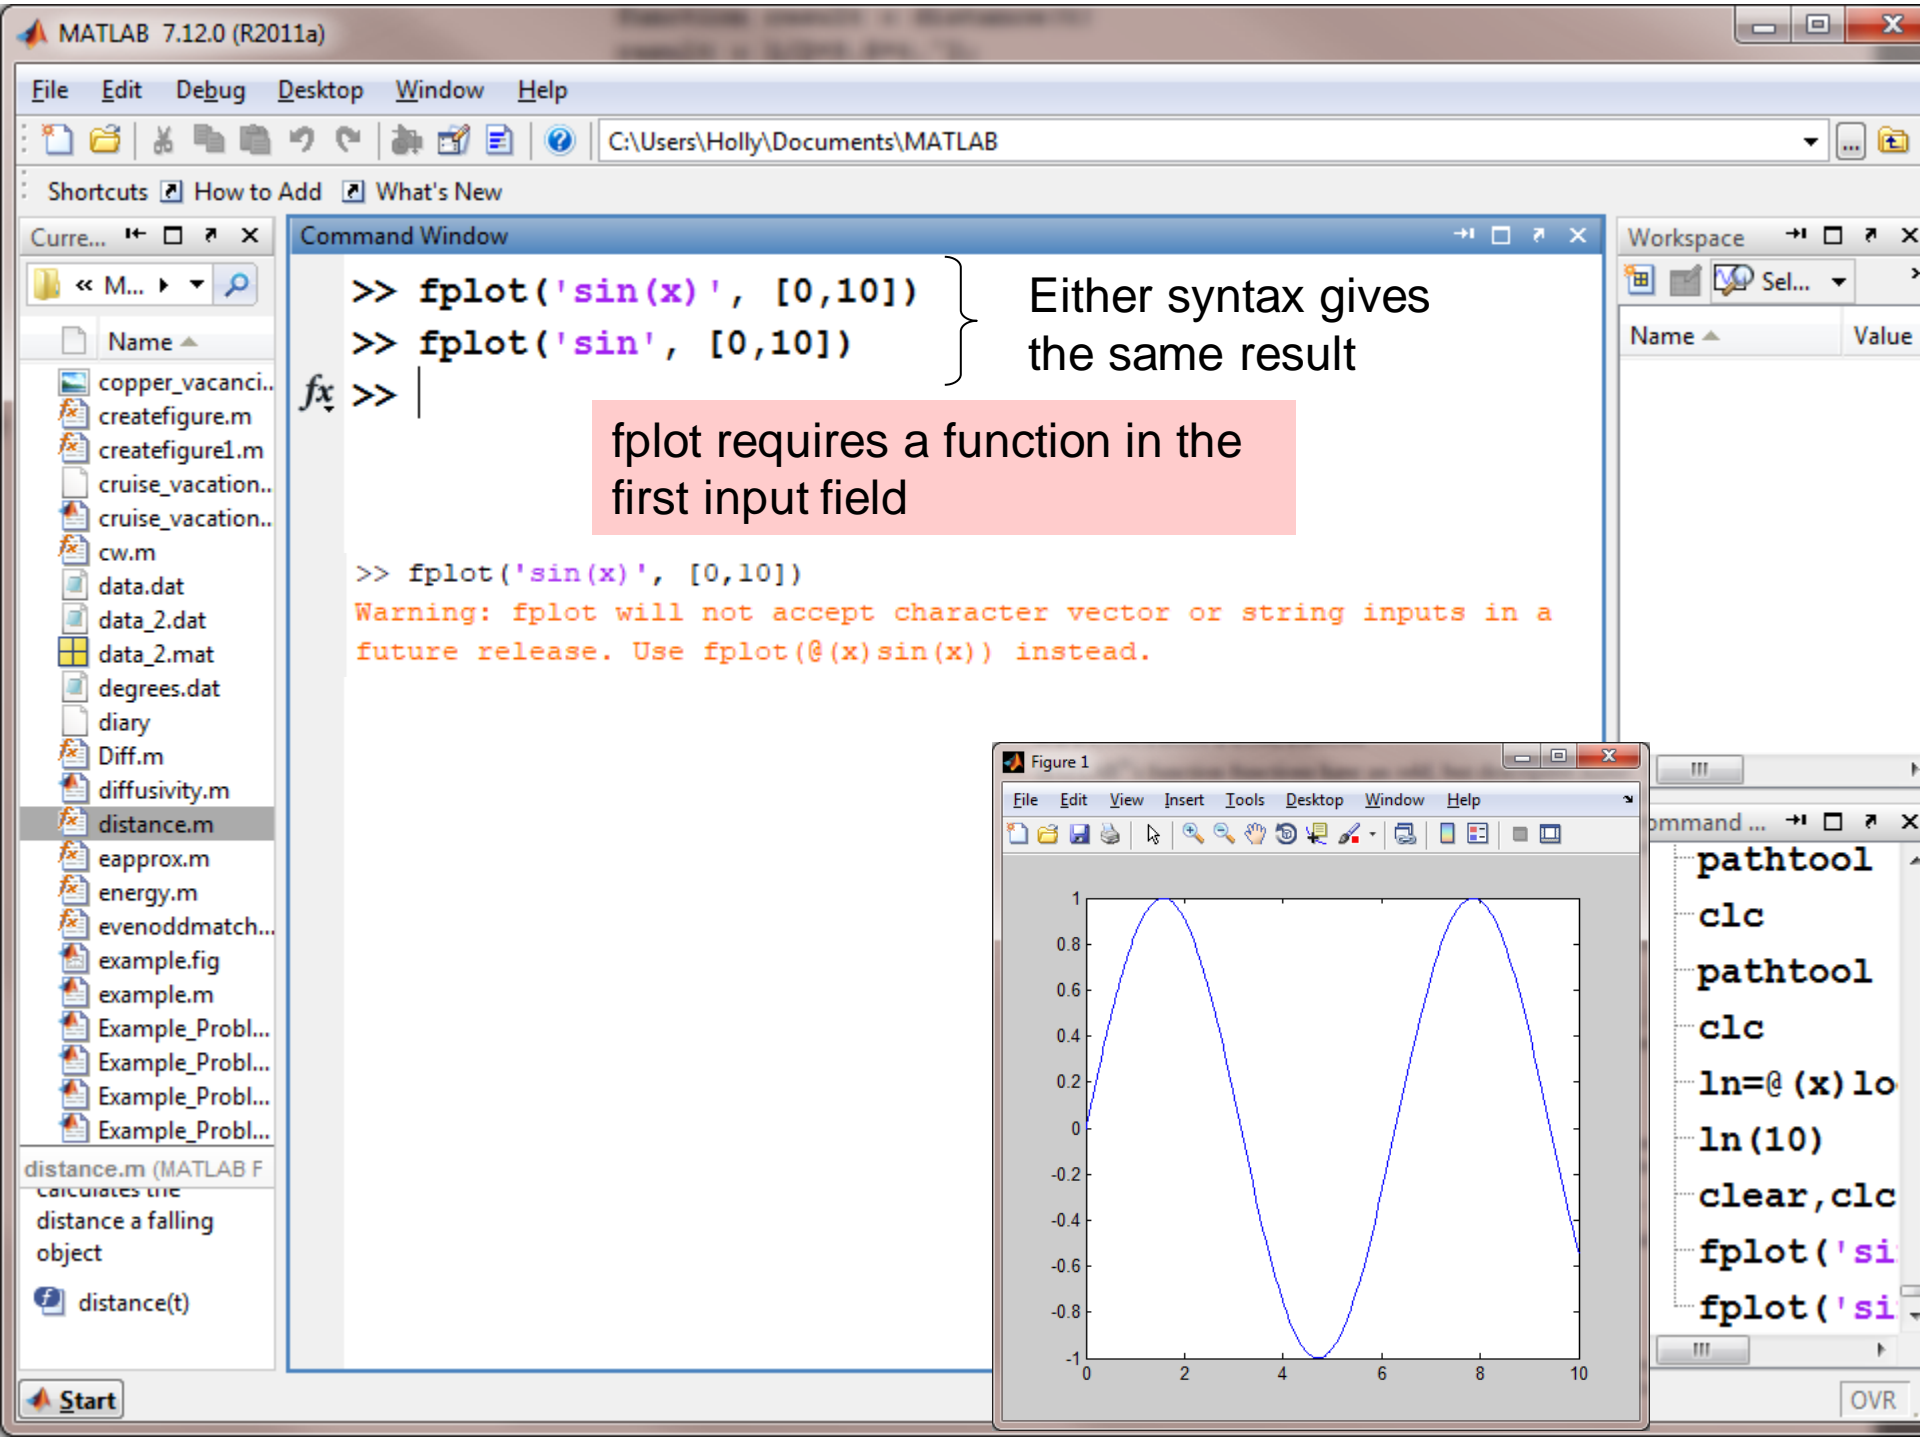 MATLAB 7.12.0 (R2011a)
File Edit Debug Desktop Window Help
C:\Users\Holly\Documents\MATLAB
Shortcuts How to Add What's New
Curre...
« M...
Name
copper_vacanci..
createfigure.m
createfigure1.m
cruise_vacation..
cruise_vacation..
cw.m
data.dat
data_2.dat
data_2.mat
degrees.dat
diary
Diff.m
diffusivity.m
distance.m
eapprox.m
energy.m
evenoddmatch...
example.fig
example.m
Example_Probl...
Example_Probl...
Example_Probl...
Example_Probl...
distance.m (MATLAB F
calculates the
distance a falling
object
distance(t)
Start
Command Window
>> fplot('sin(x)', [0,10])
>> fplot('sin', [0,10])
fx >>
Either syntax gives
the same result
fplot requires a function in the
first input field
>> fplot('sin(x)', [0,10])
Warning: fplot will not accept character vector or string inputs in a
future release. Use fplot(@(x)sin(x)) instead.
Figure 1
File Edit View Insert Tools Desktop Window Help
1
0.8
0.6
0.4
0.2
0
-0.2
-0.4
-0.6
-0.8
-1
0 2 4 6 8 10
Workspace
Sel...
Name Value
ommand ...
pathtool
clc
pathtool
clc
ln=@(x)lo
ln(10)
clear,clc
fplot('si
fplot('si
OVR